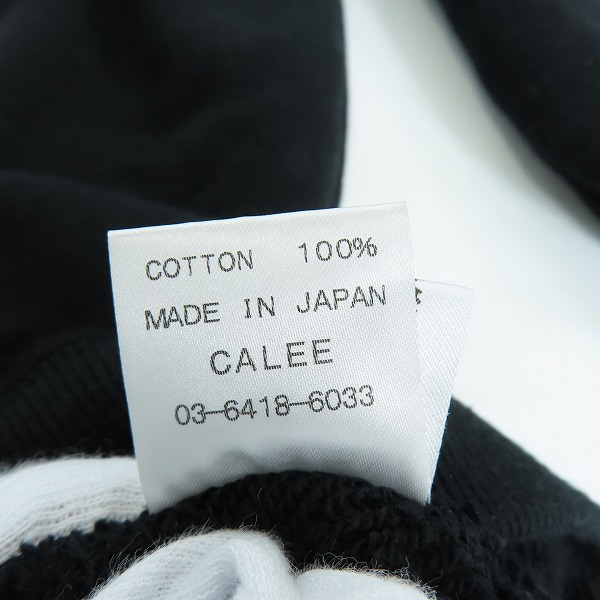 COTTON 100%
MADE IN JAPAN
CALEE
03-6418-6033